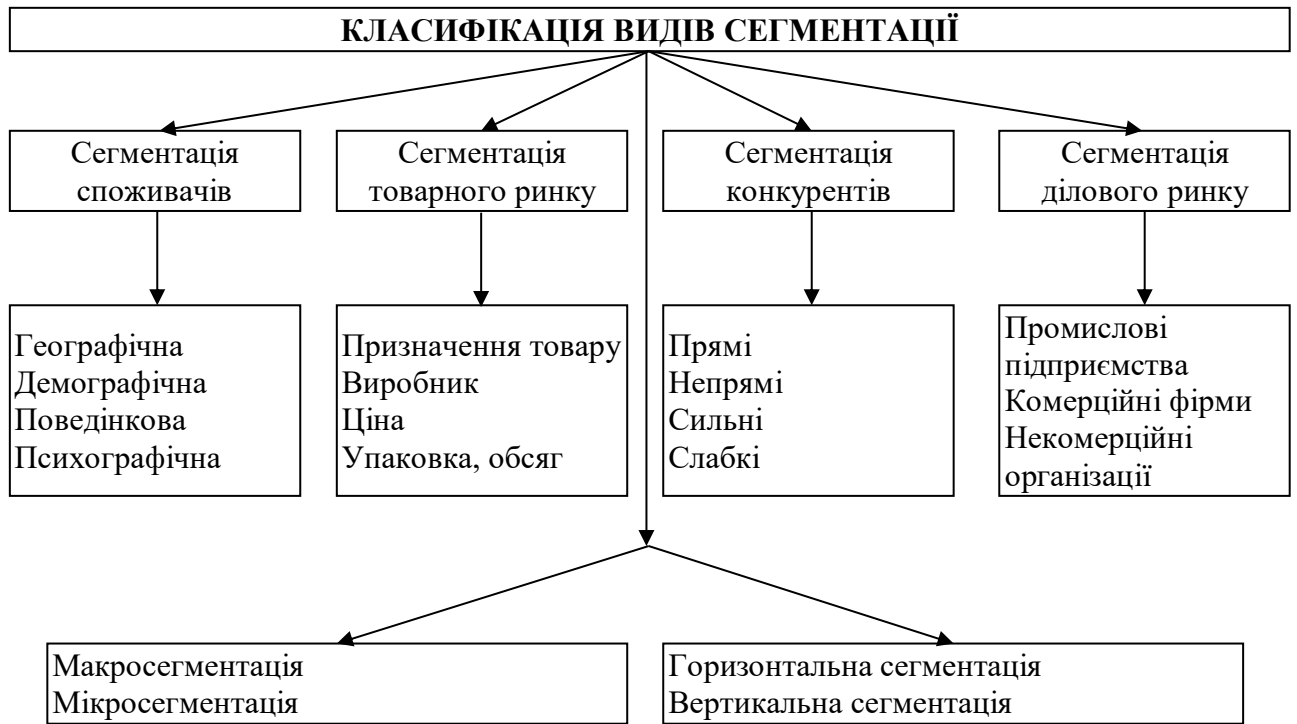 КЛАСИФІКАЦІЯ ВИДІВ СЕГМЕНТАЦІЇ
Сегментація
споживачів
Сегментація
товарного ринку
Сегментація
конкурентів
Сегментація
ділового ринку
Географічна
Демографічна
Поведінкова
Психографічна
Призначення товару
Виробник
Ціна
Упаковка, обсяг
Прямі
Непрямі
Сильні
Слабкі
Промислові
підприємства
Комерційні фірми
Некомерційні
організації
Макросегментація
Мікросегментація
Горизонтальна сегментація
Вертикальна сегментація